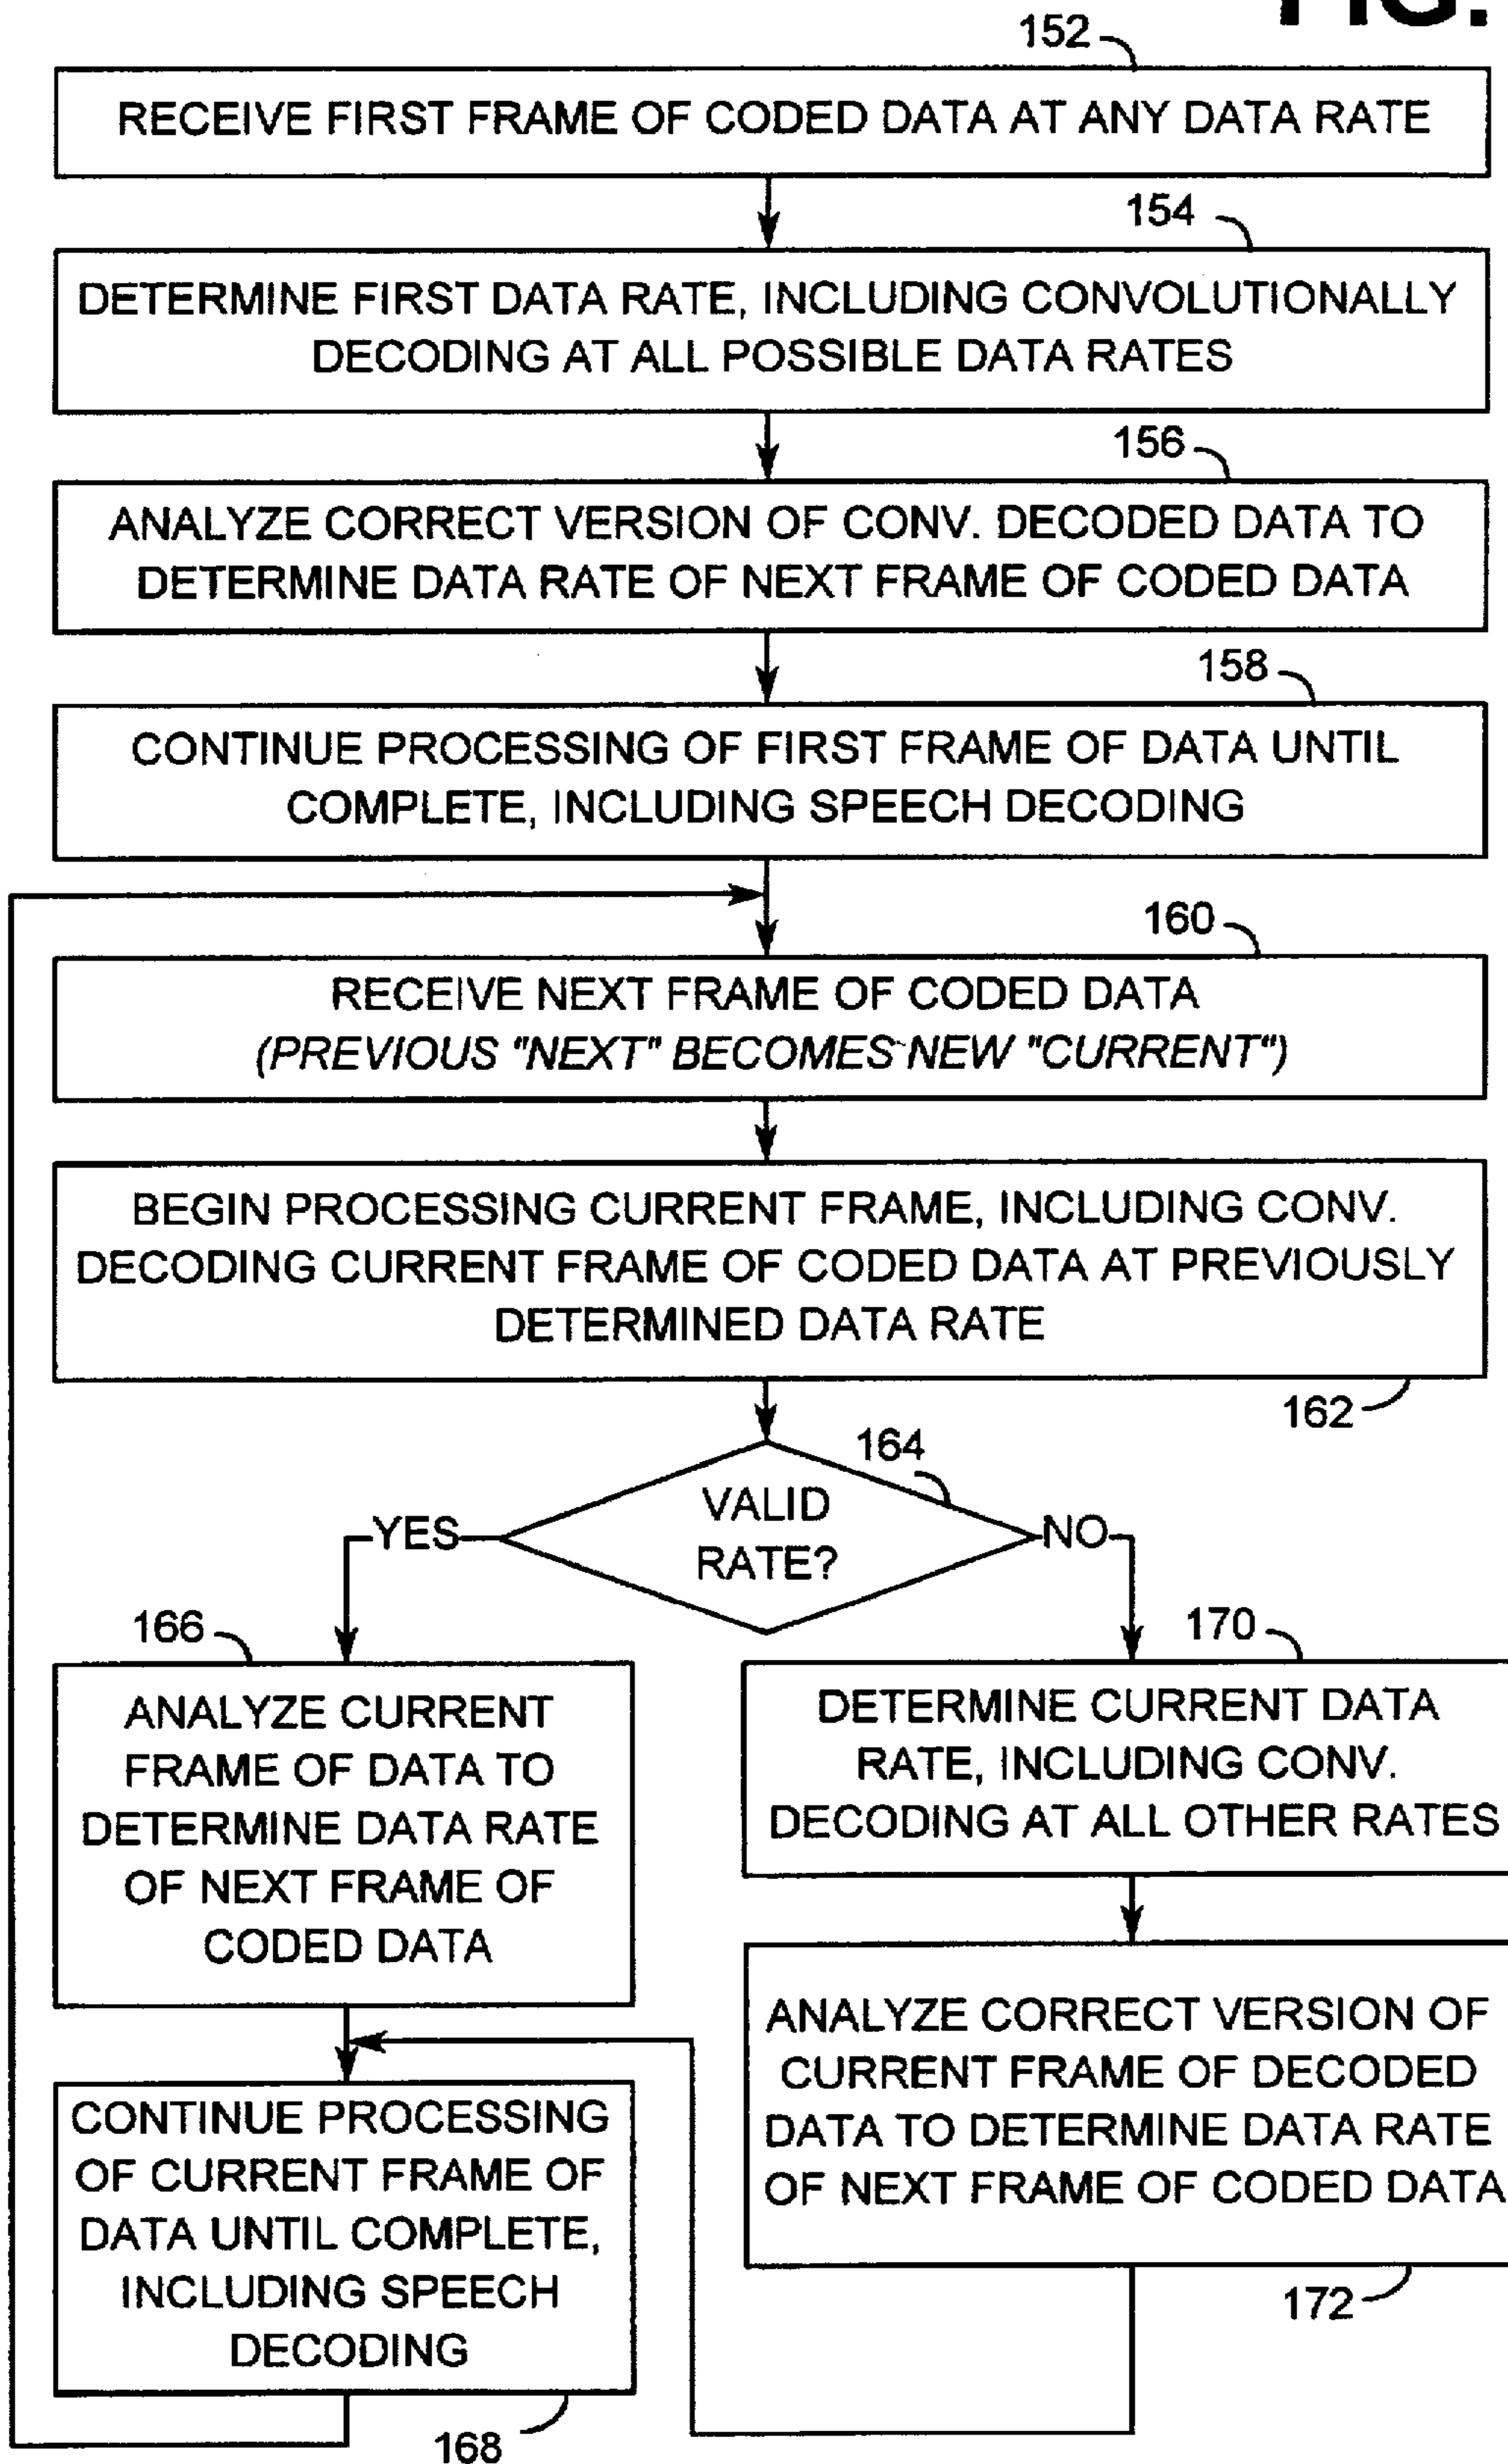 FIG.
152
RECEIVE FIRST FRAME OF CODED DATA AT ANY DATA RATE
154
DETERMINE FIRST DATA RATE, INCLUDING CONVOLUTIONALLY
DECODING AT ALL POSSIBLE DATA RATES
156
ANALYZE CORRECT VERSION OF CONV. DECODED DATA TO
DETERMINE DATA RATE OF NEXT FRAME OF CODED DATA
158
CONTINUE PROCESSING OF FIRST FRAME OF DATA UNTIL
COMPLETE, INCLUDING SPEECH DECODING
160
RECEIVE NEXT FRAME OF CODED DATA
(PREVIOUS "NEXT" BECOMES NEW "CURRENT")
BEGIN PROCESSING CURRENT FRAME, INCLUDING CONV.
DECODING CURRENT FRAME OF CODED DATA AT PREVIOUSLY
DETERMINED DATA RATE
162
164
VALID
RATE?
YES
NO
166
ANALYZE CURRENT
FRAME OF DATA TO
DETERMINE DATA RATE
OF NEXT FRAME OF
CODED DATA
170
DETERMINE CURRENT DATA
RATE, INCLUDING CONV.
DECODING AT ALL OTHER RATES
ANALYZE CORRECT VERSION OF
CURRENT FRAME OF DECODED
DATA TO DETERMINE DATA RATE
OF NEXT FRAME OF CODED DATA
172
CONTINUE PROCESSING
OF CURRENT FRAME OF
DATA UNTIL COMPLETE,
INCLUDING SPEECH
DECODING
168